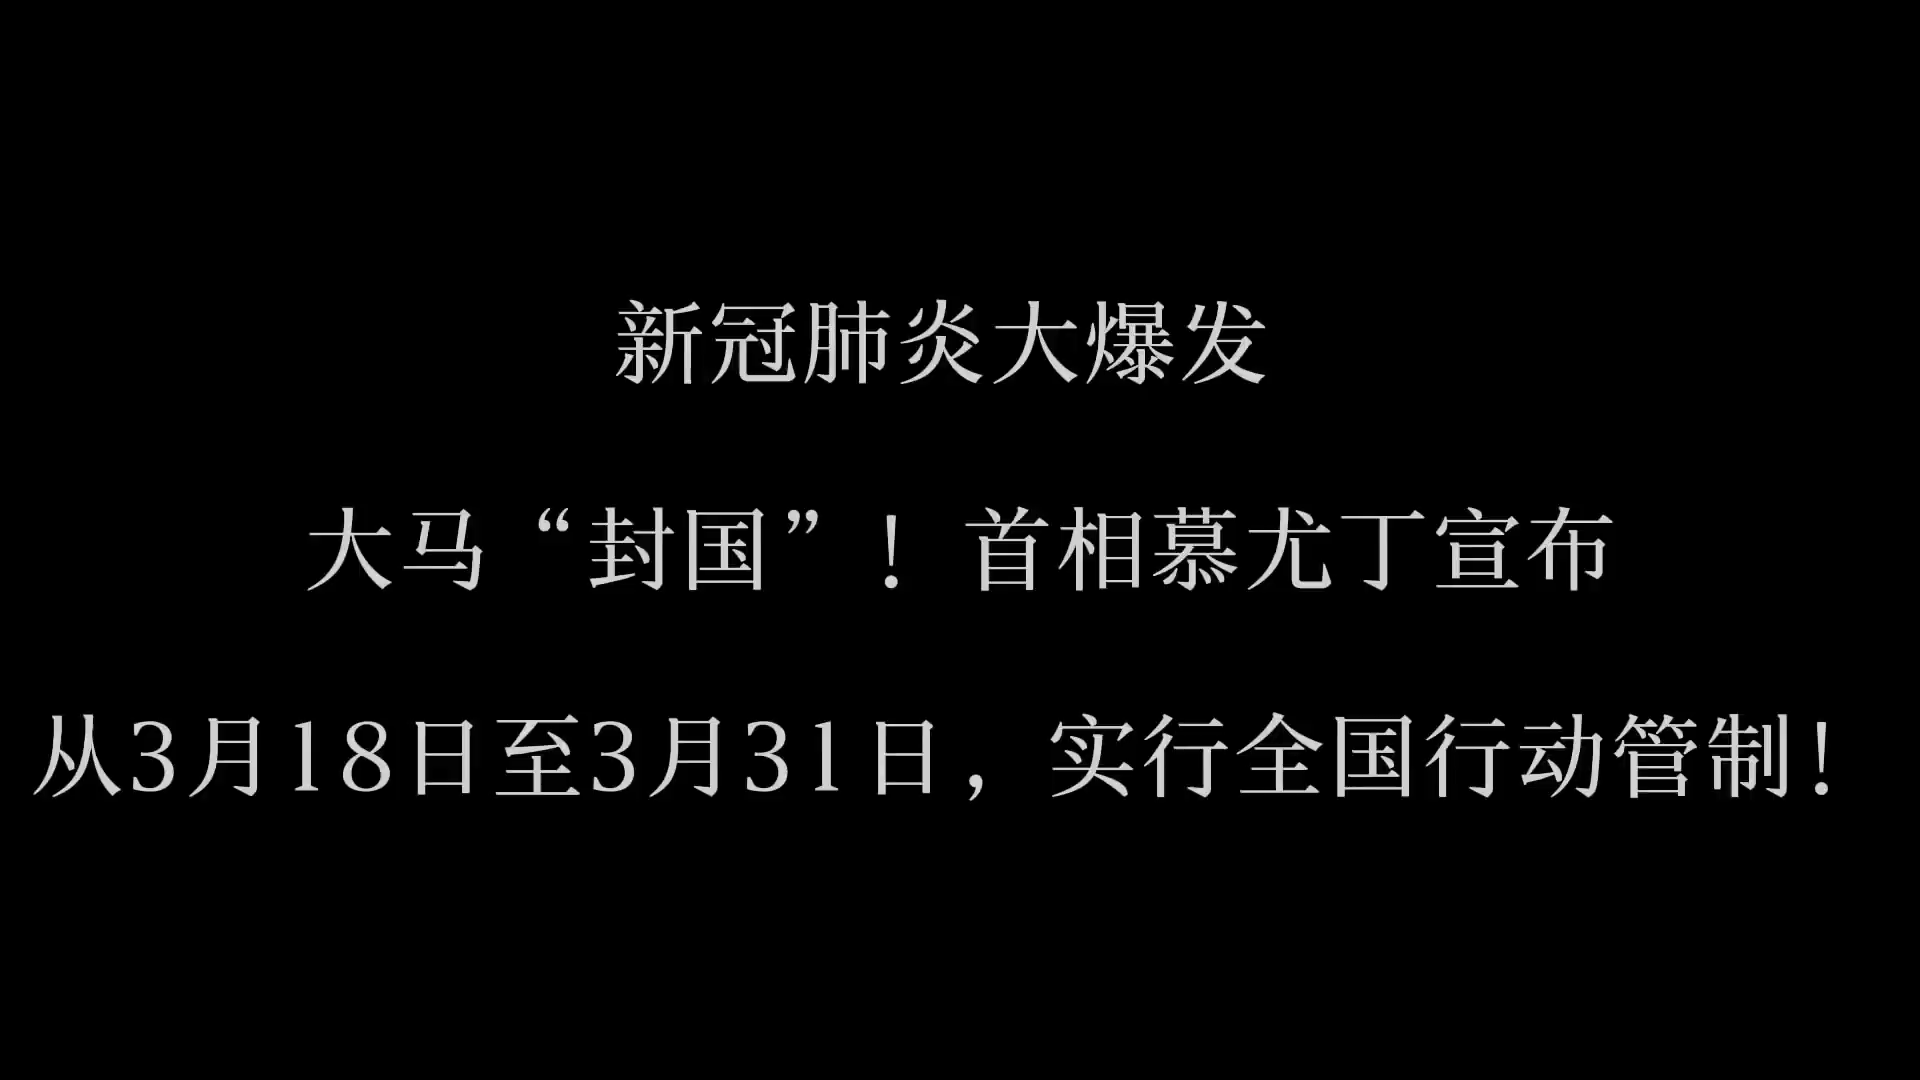 新冠肺炎大爆发
大马“封国”！首相慕尤丁宣布
从3月18日至3月31日，实行全国行动管制！